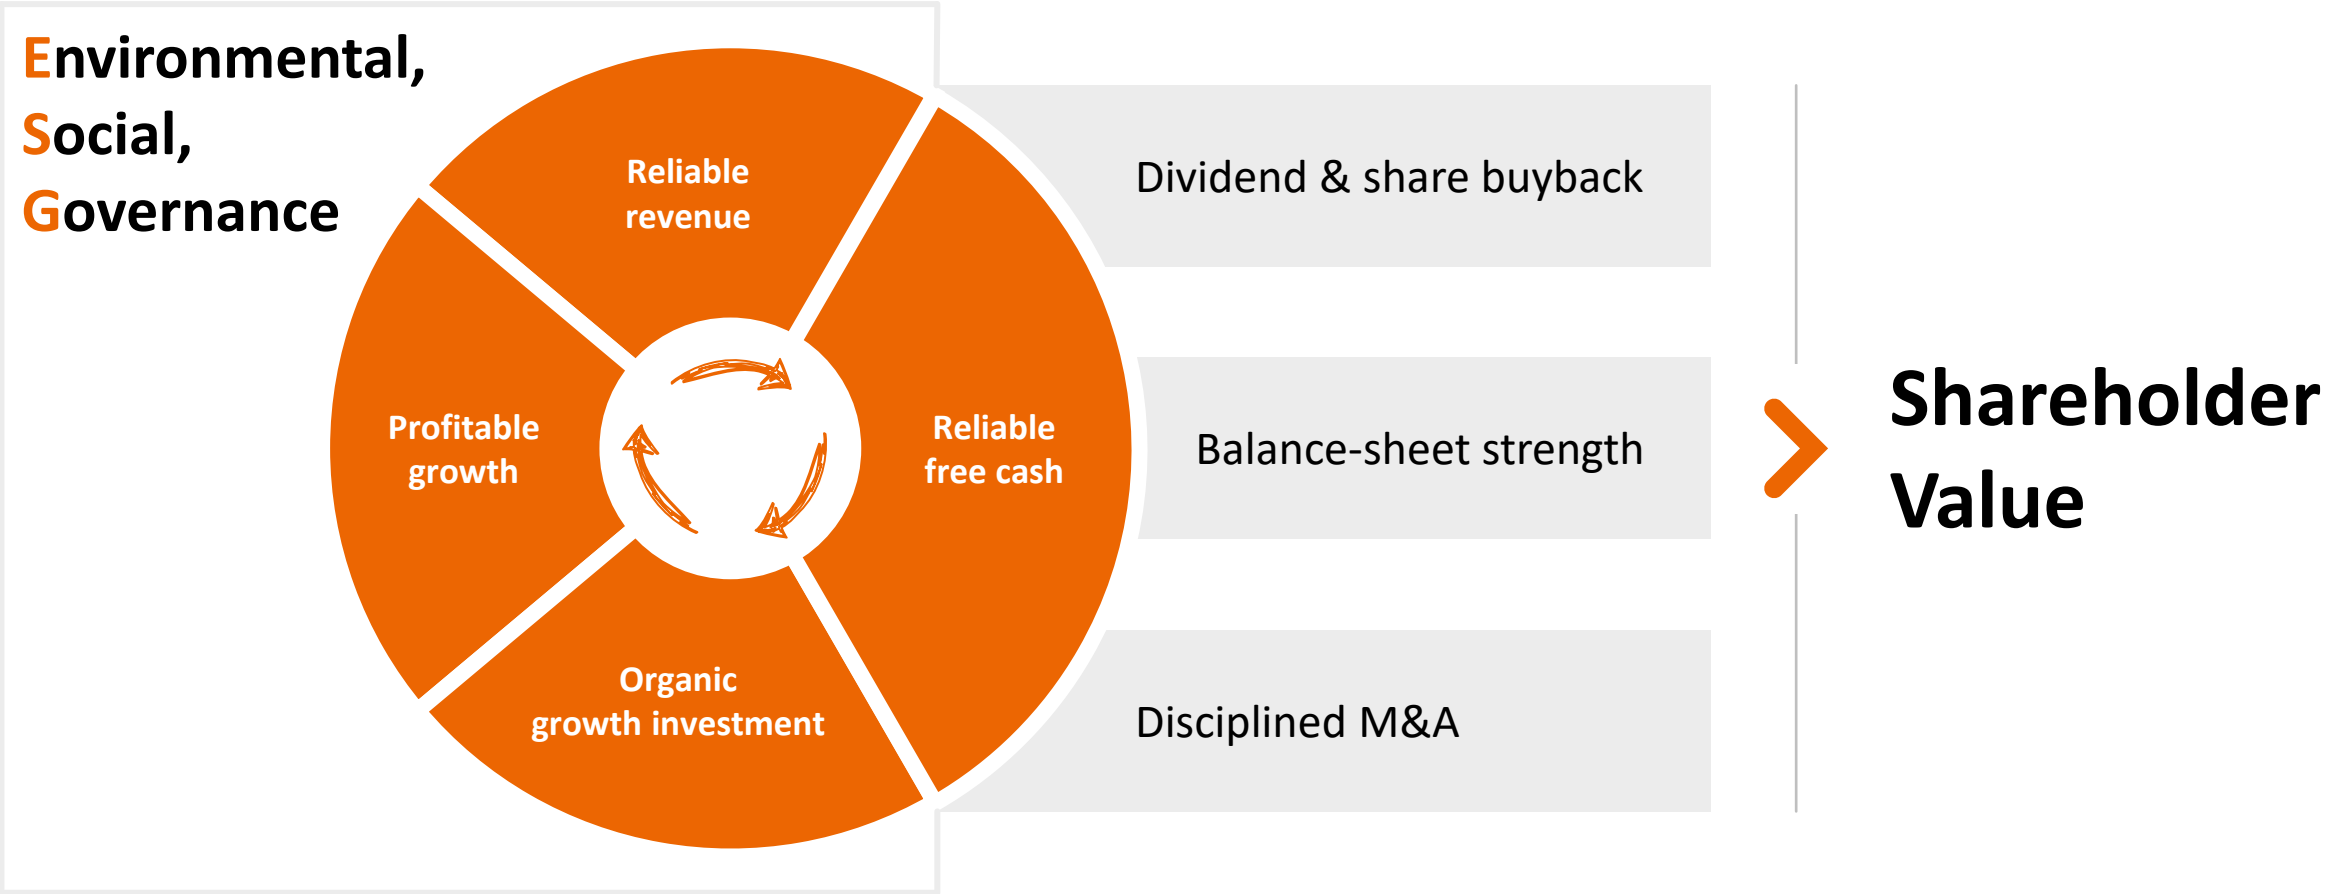 Environmental,
Social,
Governance
Reliable
revenue
Profitable
growth
Reliable
free cash
Organic
growth investment
Dividend & share buyback
Balance-sheet strength
Disciplined M&A
Shareholder
Value